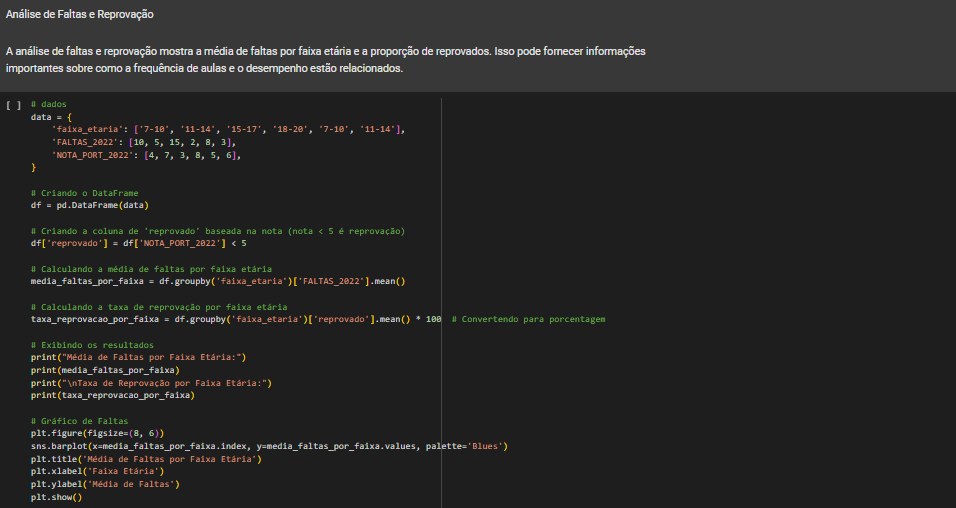 Análise de Faltas e Reprovação
A análise de faltas e reprovação mostra a média de faltas por faixa etária e a proporção de reprovados. Isso pode fornecer informações
importantes sobre como a frequência de aulas e o desempenho estão relacionados.
[ ] # dados
data = {
    'faixa_etaria': ['7-10', '11-14', '15-17', '18-20', '7-10', '11-14'],
    'FALTAS_2022': [10, 5, 15, 2, 8, 3],
    'NOTA_PORT_2022': [4, 7, 3, 8, 5, 6],
}
# Criando o DataFrame
df = pd.DataFrame(data)
# Criando a coluna de 'reprovado' baseada na nota (nota < 5 é reprovação)
df['reprovado'] = df['NOTA_PORT_2022'] < 5
# Calculando a média de faltas por faixa etária
media_faltas_por_faixa = df.groupby('faixa_etaria')['FALTAS_2022'].mean()
# Calculando a taxa de reprovação por faixa etária
taxa_reprovacao_por_faixa = df.groupby('faixa_etaria')['reprovado'].mean() * 100  # Convertendo para porcentagem
# Exibindo os resultados
print("Média de Faltas por Faixa Etária:")
print(media_faltas_por_faixa)
print("\nTaxa de Reprovação por Faixa Etária:")
print(taxa_reprovacao_por_faixa)
# Gráfico de Faltas
plt.figure(figsize=(8, 6))
sns.barplot(x=media_faltas_por_faixa.index, y=media_faltas_por_faixa.values, palette='Blues')
plt.title('Média de Faltas por Faixa Etária')
plt.xlabel('Faixa Etária')
plt.ylabel('Média de Faltas')
plt.show()